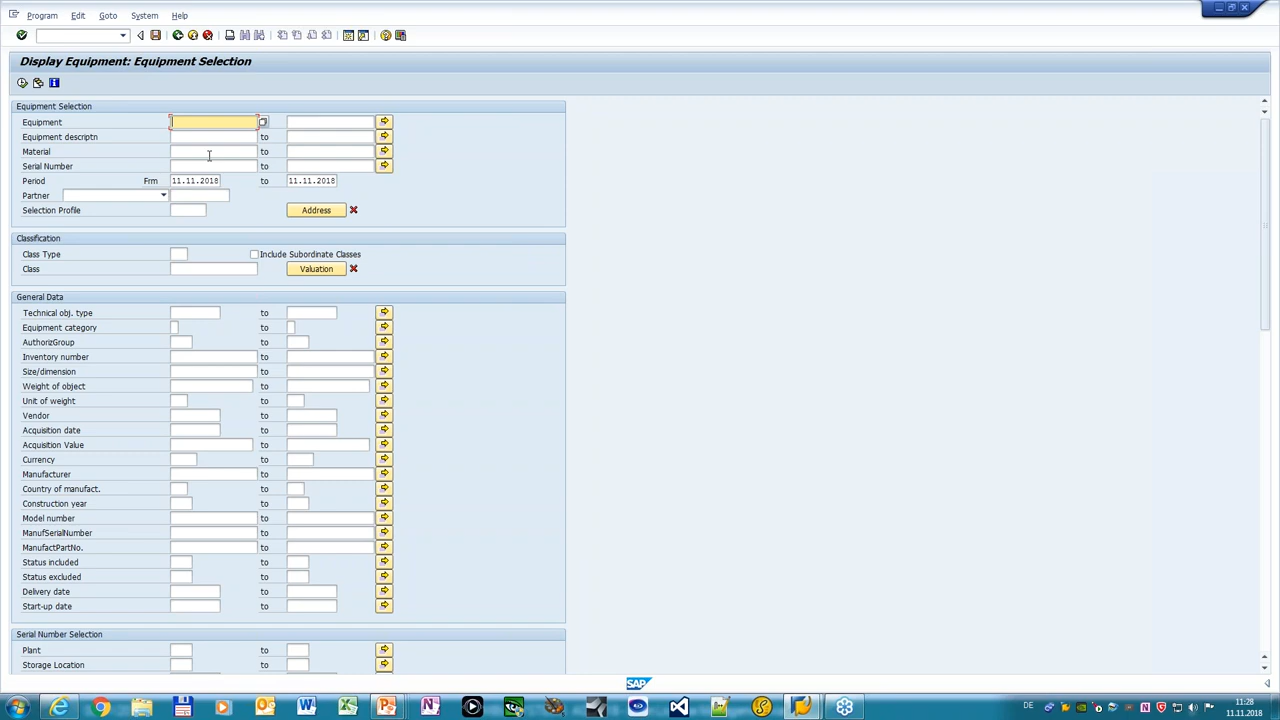 Program Edit Goto System Help
Display Equipment: Equipment Selection
Equipment Selection
Equipment
Equipment descriptn to
Material to
Serial Number to
Period Frm 11.11.2018 to 11.11.2018
Partner
Selection Profile Address
Classification
Class Type Include Subordinate Classes
Class Valuation
General Data
Technical obj. type to
Equipment category to
AuthorizGroup to
Inventory number to
Size/dimension to
Weight of object to
Unit of weight to
Vendor to
Acquisition date to
Acquisition Value to
Currency to
Manufacturer to
Country of manufact. to
Construction year to
Model number to
ManufSerialNumber to
ManufactPartNo. to
Status included to
Status excluded to
Delivery date to
Start-up date to
Serial Number Selection
Plant to
Storage Location to
SAP
DE 11:28
11.11.2018